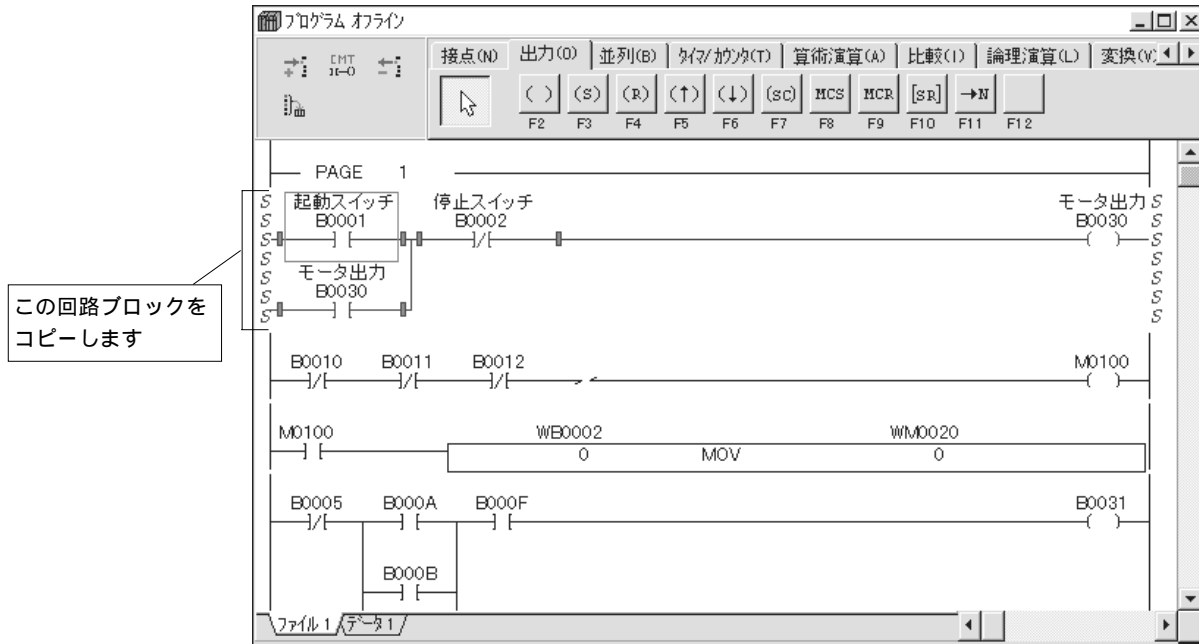 プログラム オフライン
CMT
接点(N) 出力(O) 並列(B) タイマ/カウンタ(T) 算術演算(A) 比較(I) 論理演算(L) 変換(V)
( ) (S) (R) (↑) (↓) (SC) MCS MCR [SR] →N
F2 F3 F4 F5 F6 F7 F8 F9 F10 F11 F12
PAGE 1
起動スイッチ 停止スイッチ モータ出力
B0001 B0002 B0030
モータ出力
B0030
S
S
S
S
S
S
S
S
S
S
S
S
S
S
この回路ブロックを
コピーします
B0010 B0011 B0012 M0100
M0100 WB0002 WM0020
0 MOV 0
B0005 B000A B000F B0031
B000B
ファイル 1 データ 1